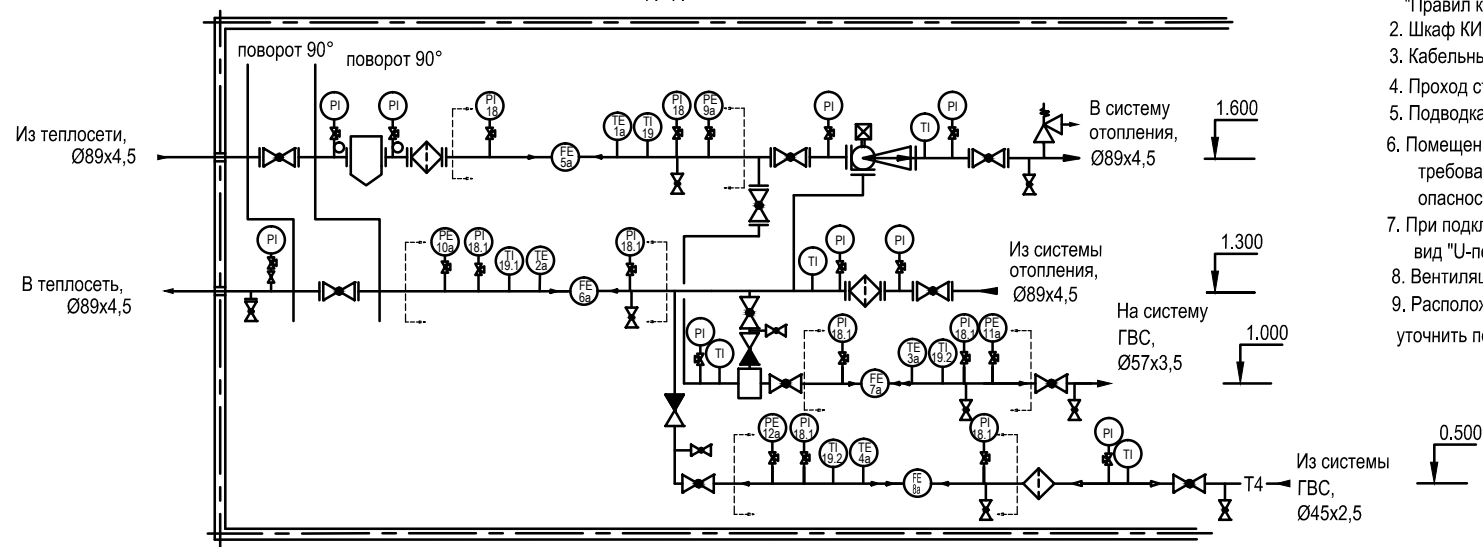 "Правил к
2. Шкаф КИ
3. Кабельны
4. Проход ст
5. Подводка
6. Помещен
требова
опаснос
7. При подкл
вид "U-по
8. Вентиляц
9. Располож
уточнить по
поворот 90°
поворот 90°
Из теплосети,
Ø89x4,5
PI
PI
PI
18
FE
5a
TE
1a
TI
19
PI
18
PE
9a
PI
TI
PI
В систему
отопления,
Ø89x4,5
1.600
В теплосеть,
Ø89x4,5
PI
PE
10a
PI
18.1
TI
19.1
TE
2a
FE
6a
PI
18.1
TI
PI
PI
Из системы
отопления,
Ø89x4,5
1.300
PI
TI
PI
18.1
FE
7a
TE
3a
TI
19.2
PI
18.1
PE
11a
На систему
ГВС,
Ø57x3,5
1.000
PE
12a
PI
18.1
TI
19.2
TE
4a
FE
8a
PI
18.1
PI
TI
T4
Из системы
ГВС,
Ø45x2,5
0.500